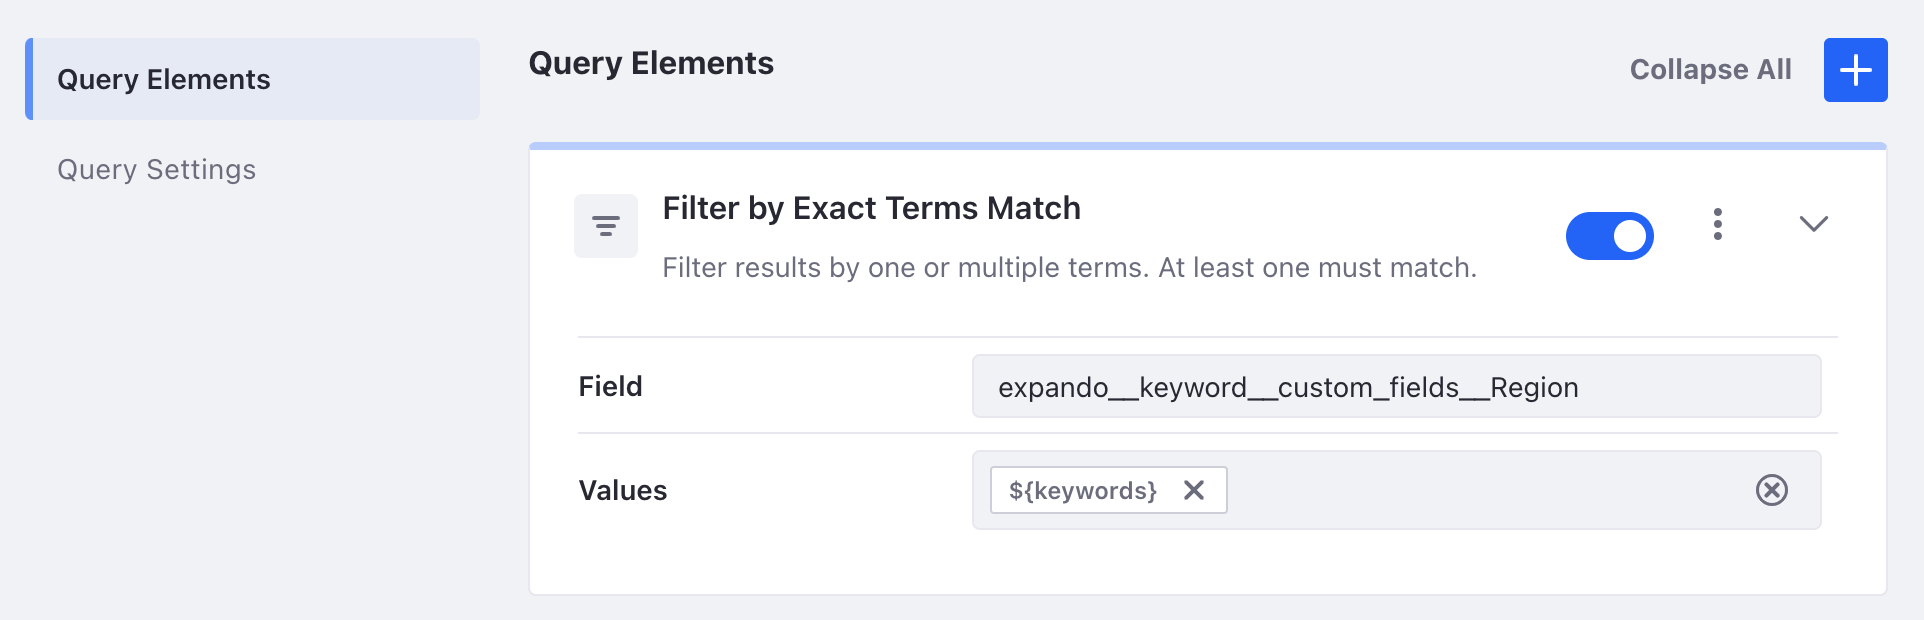 Query Elements
Query Settings
Query Elements
Collapse All
Filter by Exact Terms Match
Filter results by one or multiple terms. At least one must match.
Field
expando__keyword__custom_fields__Region
Values
${keywords}